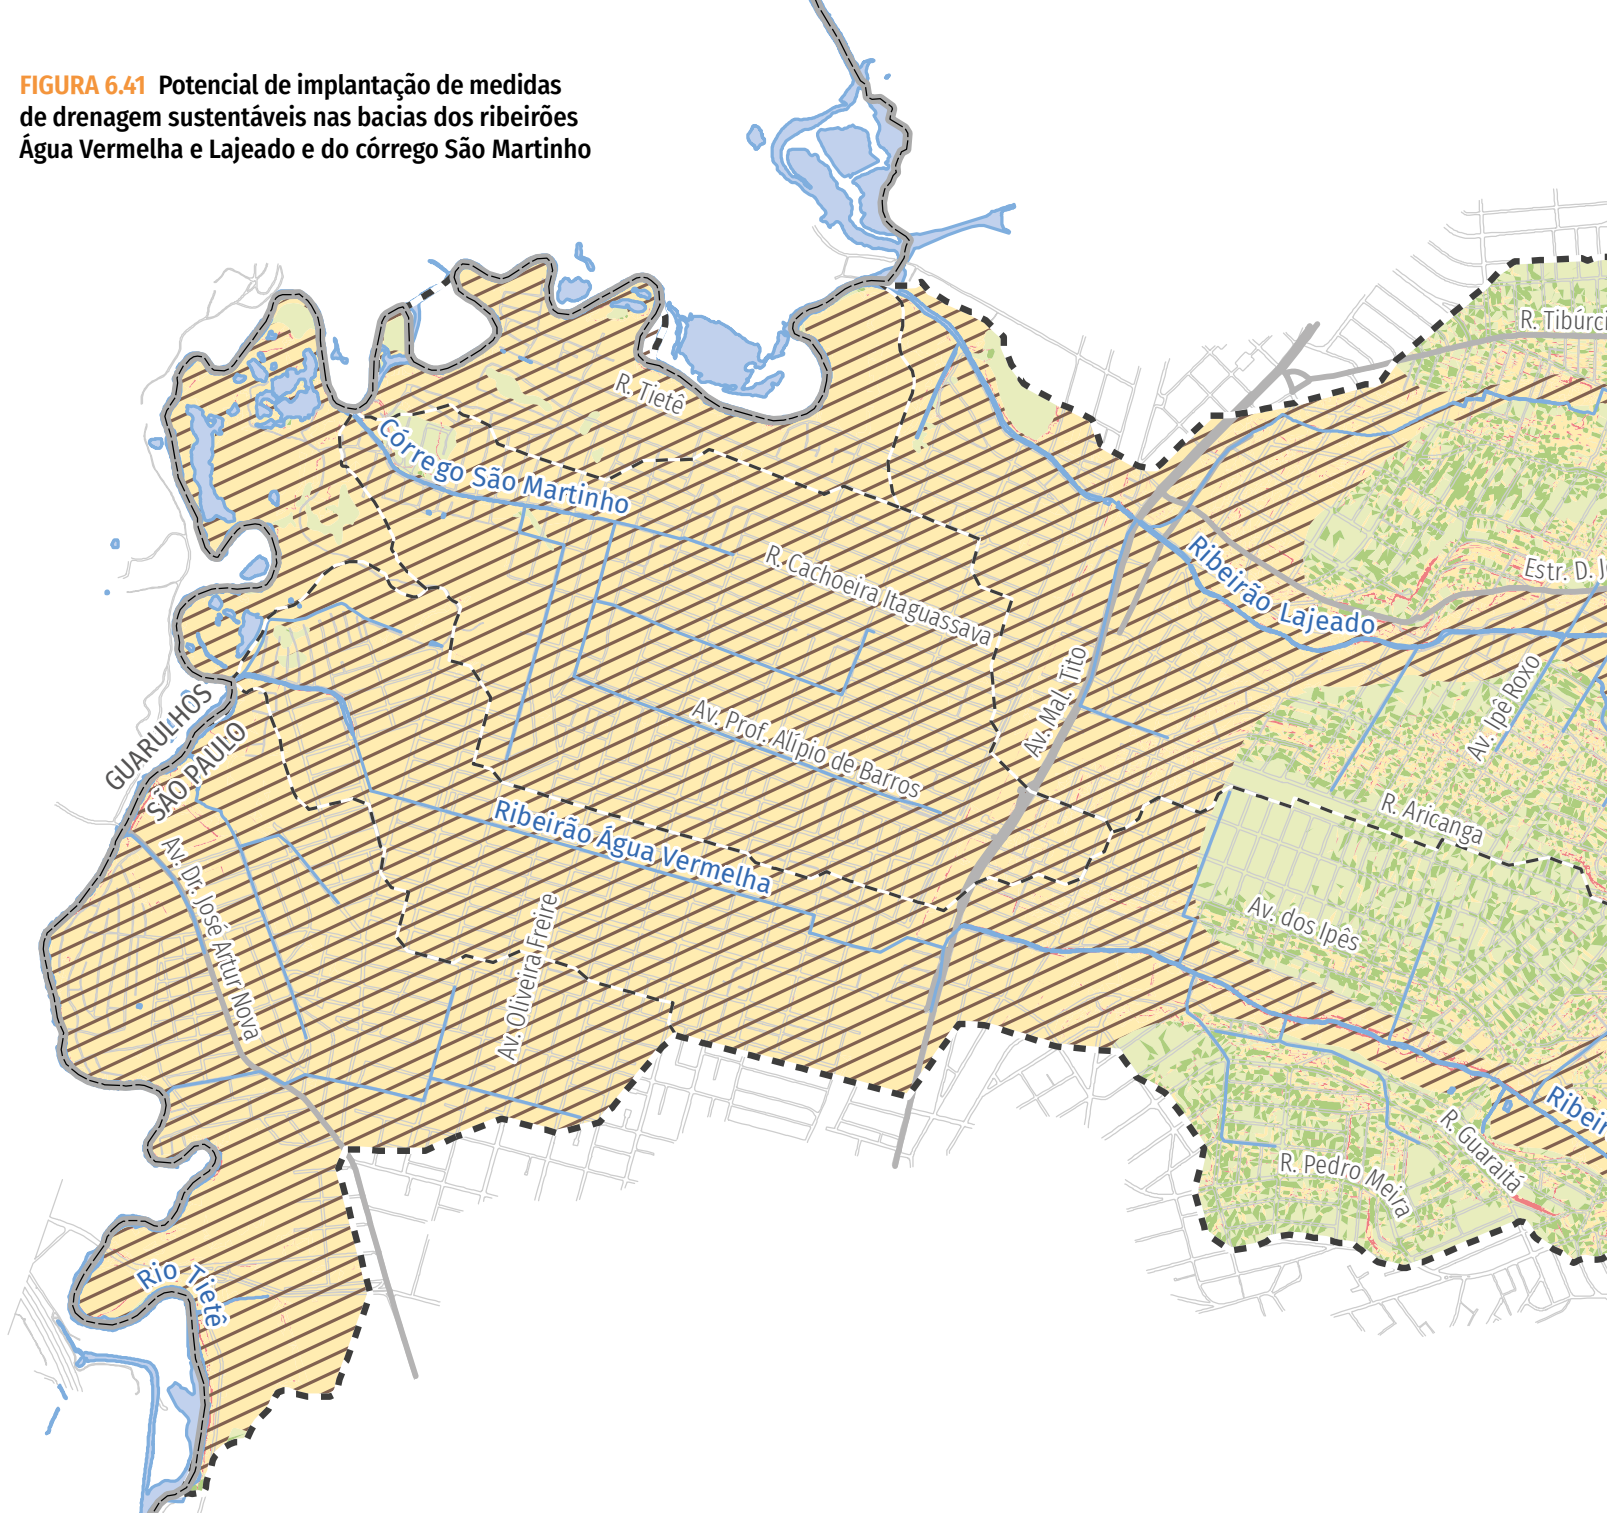 FIGURA 6.41 Potencial de implantação de medidas
de drenagem sustentáveis nas bacias dos ribeirões
Água Vermelha e Lajeado e do córrego São Martinho
R. Tibúrci
R. Tietê
Córrego São Martinho
R. Cachoeira Itaguassava
Ribeirão Lajeado
Estr. D. J
Av. Mal. Tito
Av. Ipê Roxo
GUARULHOS
SÃO PAULO
Av. Prof. Alípio de Barros
R. Aricanga
Ribeirão Água Vermelha
Av. Dr. José Artur Nova
Av. Oliveira Freire
Av. dos Ipês
Ribeir
R. Guaraitá
R. Pedro Meira
Rio Tietê